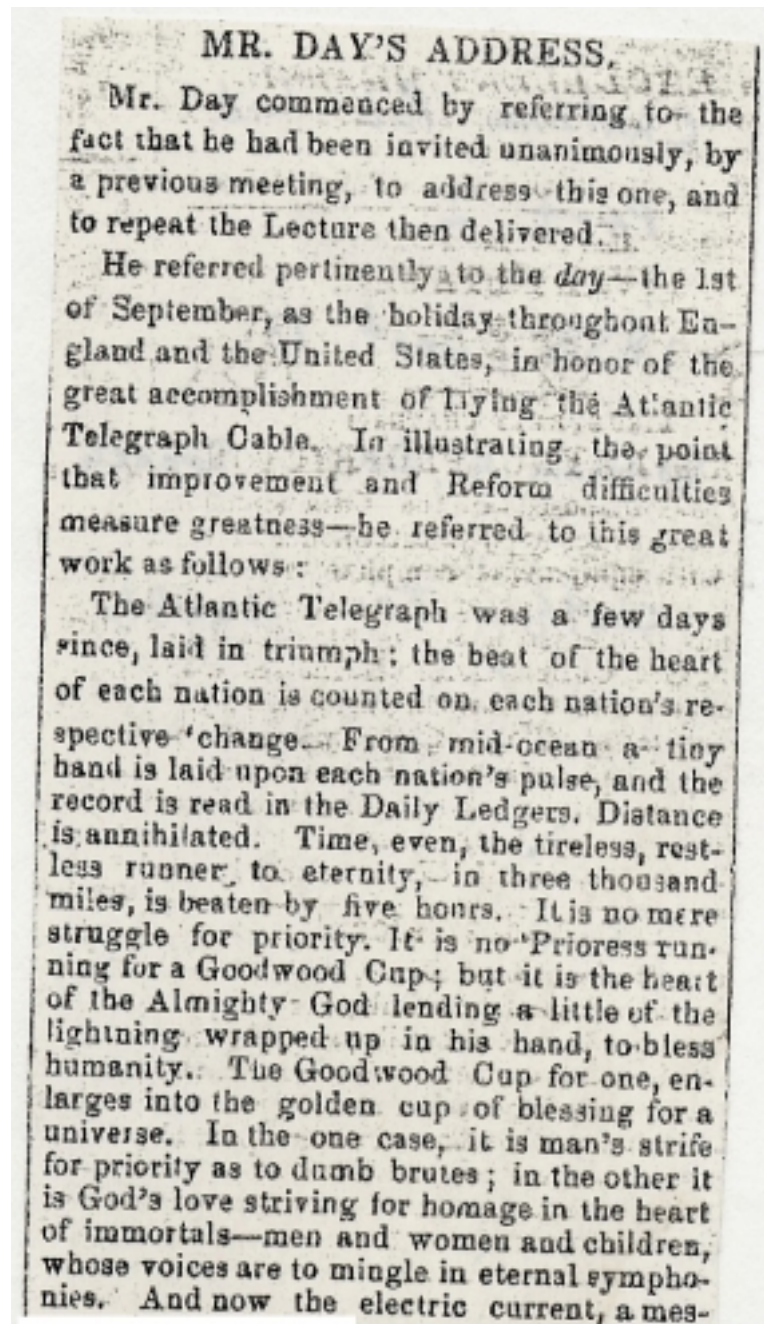 MR. DAY'S ADDRESS.
Mr. Day commenced by referring to the
fact that he had been invited unanimously, by
a previous meeting, to address this one, and
to repeat the Lecture then delivered.
He referred pertinently to the day—the 1st
of September, as the holiday throughout En-
gland and the United States, in honor of the
great accomplishment of laying the Atlantic
Telegraph Cable. In illustrating the point
that improvement and Reform difficulties
measure greatness—he referred to this great
work as follows :
The Atlantic Telegraph was a few days
since, laid in triumph : the beat of the heart
of each nation is counted on each nation's re-
spective 'change. From mid-ocean a tiny
hand is laid upon each nation's pulse, and the
record is read in the Daily Ledgers. Distance
is annihilated. Time, even, the tireless, rest-
less runner to eternity, in three thousand
miles, is beaten by five hours. It is no mere
struggle for priority. It is no Prioress run-
ning for a Goodwood Cup ; but it is the heart
of the Almighty God lending a little of the
lightning wrapped up in his hand, to bless
humanity. The Goodwood Cup for one, en-
larges into the golden cup of blessing for a
universe. In the one case, it is man's strife
for priority as to dumb brutes ; in the other it
is God's love striving for homage in the heart
of immortals—men and women and children,
whose voices are to mingle in eternal sympho-
nies. And now the electric current, a mes-